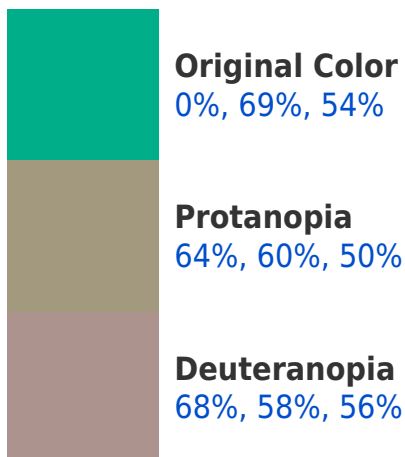 Original Color
0%, 69%, 54%
Protanopia
64%, 60%, 50%
Deuteranopia
68%, 58%, 56%